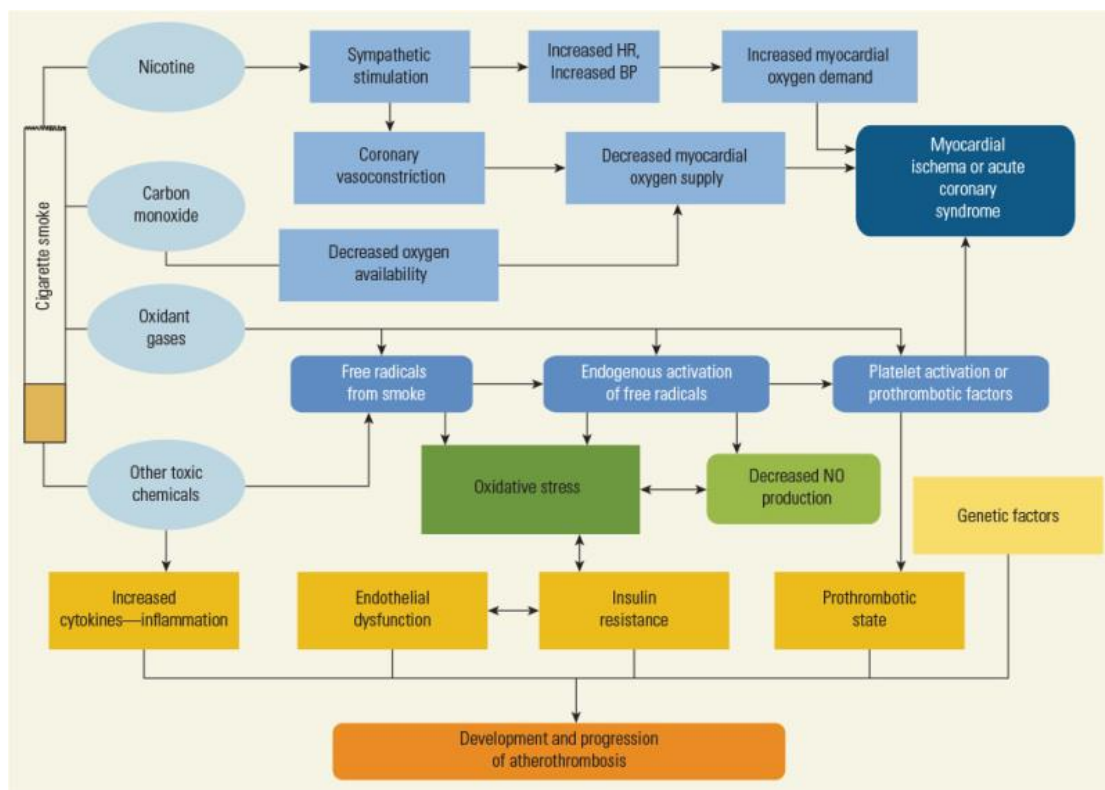 Nicotine
Sympathetic
stimulation
Increased HR,
Increased BP
Increased myocardial
oxygen demand
Cigarette smoke
Carbon
monoxide
Coronary
vasoconstriction
Decreased myocardial
oxygen supply
Myocardial
ischema or acute
coronary
syndrome
Decreased oxygen
availability
Oxidant
gases
Free radicals
from smoke
Endogenous activation
of free radicals
Platelet activation or
prothrombotic factors
Other toxic
chemicals
Oxidative stress
Decreased NO
production
Genetic factors
Increased
cytokines—inflammation
Endothelial
dysfunction
Insulin
resistance
Prothrombotic
state
Development and progression
of atherothrombosis